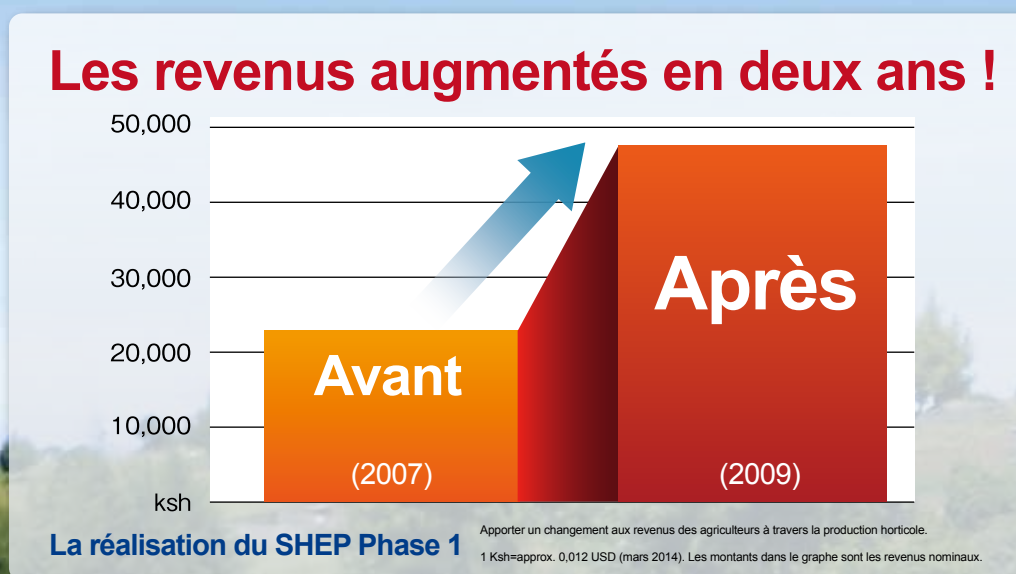 Les revenus augmentés en deux ans !
50,000
40,000
30,000
20,000
10,000
ksh
Avant
(2007)
Après
(2009)
La réalisation du SHEP Phase 1
Apporter un changement aux revenus des agriculteurs à travers la production horticole.
1 Ksh=approx. 0,012 USD (mars 2014). Les montants dans le graphe sont les revenus nominaux.